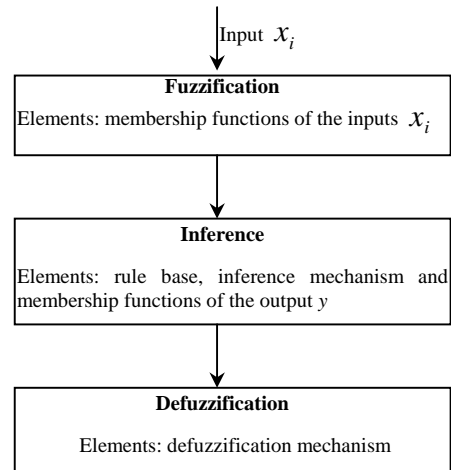 Input x_i
Fuzzification
Elements: membership functions of the inputs x_i
Inference
Elements: rule base, inference mechanism and
membership functions of the output y
Defuzzification
Elements: defuzzification mechanism